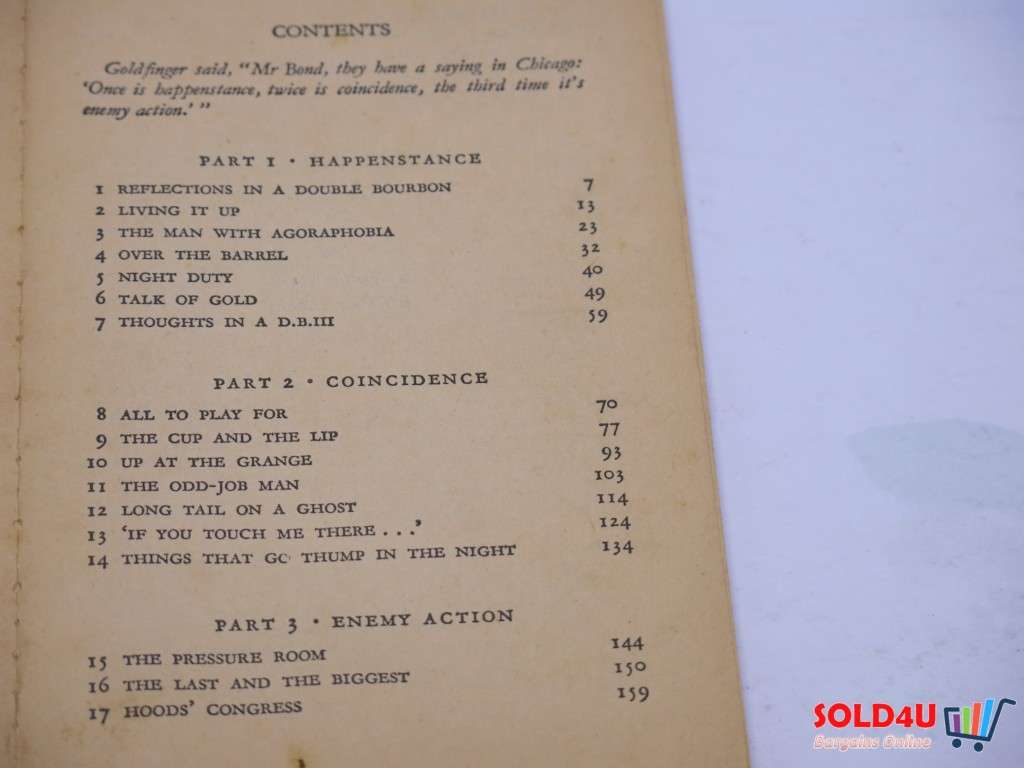 CONTENTS
Goldfinger said, "Mr Bond, they have a saying in Chicago:
'Once is happenstance, twice is coincidence, the third time it's
enemy action.' "
PART 1 · HAPPENSTANCE
1 REFLECTIONS IN A DOUBLE BOURBON 7
2 LIVING IT UP 13
3 THE MAN WITH AGORAPHOBIA 23
4 OVER THE BARREL 32
5 NIGHT DUTY 40
6 TALK OF GOLD 49
7 THOUGHTS IN A D.B.III 59
PART 2 · COINCIDENCE
8 ALL TO PLAY FOR 70
9 THE CUP AND THE LIP 77
10 UP AT THE GRANGE 93
11 THE ODD-JOB MAN 103
12 LONG TAIL ON A GHOST 114
13 'IF YOU TOUCH ME THERE . . .' 124
14 THINGS THAT GO THUMP IN THE NIGHT 134
PART 3 · ENEMY ACTION
15 THE PRESSURE ROOM 144
16 THE LAST AND THE BIGGEST 150
17 HOODS' CONGRESS 159
SOLD4U
Bargains Online